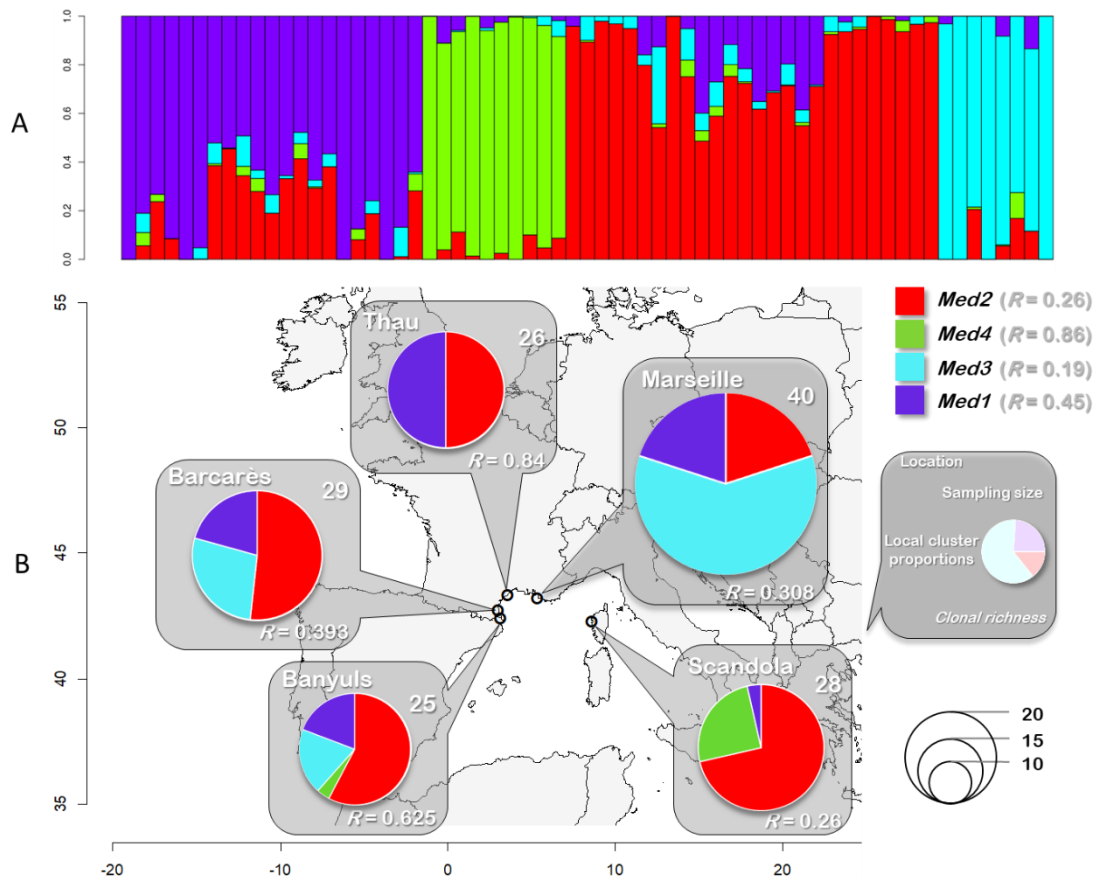 A
1.0
0.8
0.6
0.4
0.2
0.0
B
55
50
45
40
35
-20
-10
0
10
20
Thau
26
R = 0.84
Marseille
40
R = 0.308
Barcarès
29
R = 0.393
Banyuls
25
R = 0.625
Scandola
28
R = 0.26
Med2 (R = 0.26)
Med4 (R = 0.86)
Med3 (R = 0.19)
Med1 (R = 0.45)
Location
Sampling size
Local cluster
proportions
Clonal richness
20
15
10